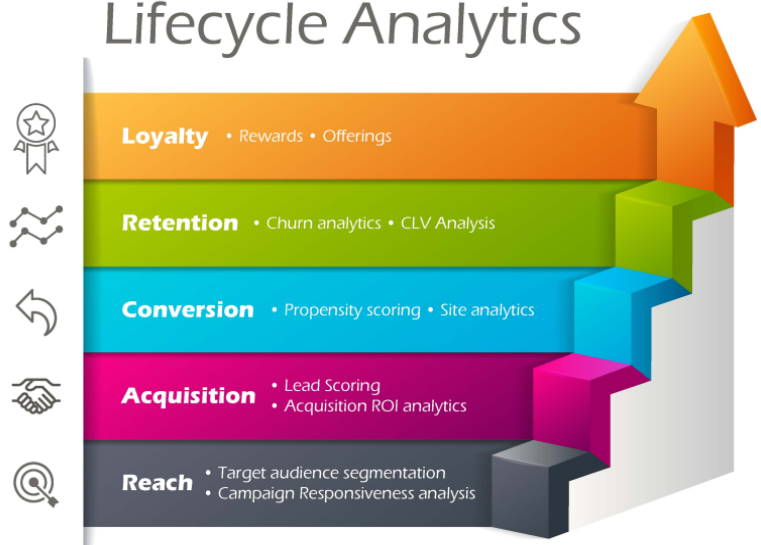 Lifecycle Analytics
Loyalty • Rewards • Offerings
Retention • Churn analytics • CLV Analysis
Conversion • Propensity scoring • Site analytics
Acquisition
• Lead Scoring
• Acquisition ROI analytics
Reach
• Target audience segmentation
• Campaign Responsiveness analysis